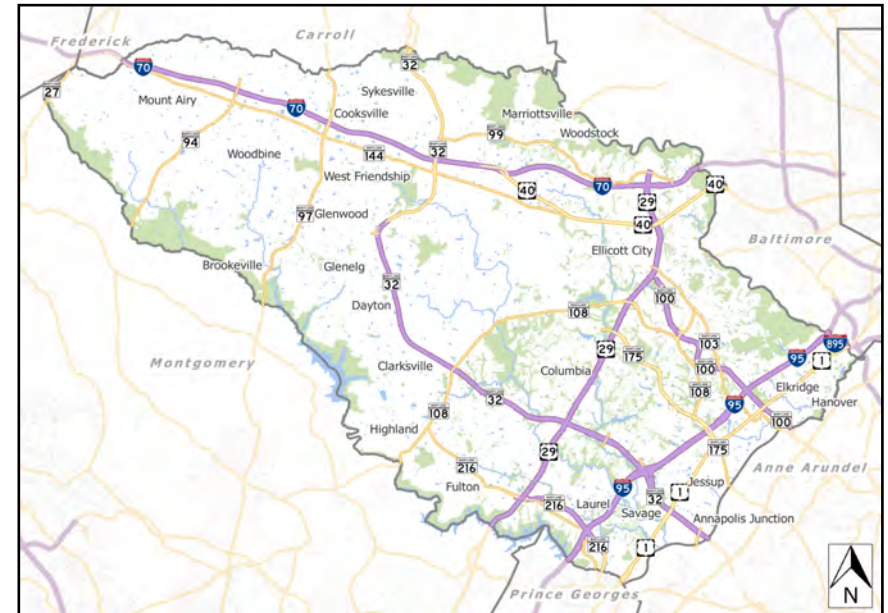 Frederick
Carroll
32
70
27
Mount Airy
70
Sykesville
Cooksville
Marriottsville
94
99
Woodstock
Woodbine
144
32
West Friendship
40
70
40
29
97
Glenwood
40
Baltimore
Ellicott City
Brookeville
Glenelg
32
100
Dayton
108
103
895
29
175
95
1
Montgomery
Clarksville
Columbia
100
Elkridge
32
108
95
Hanover
108
100
Highland
29
175
Anne Arundel
216
Jessup
Fulton
95
1
216
Laurel
32
Savage
Annapolis Junction
216
1
Prince Georges
N